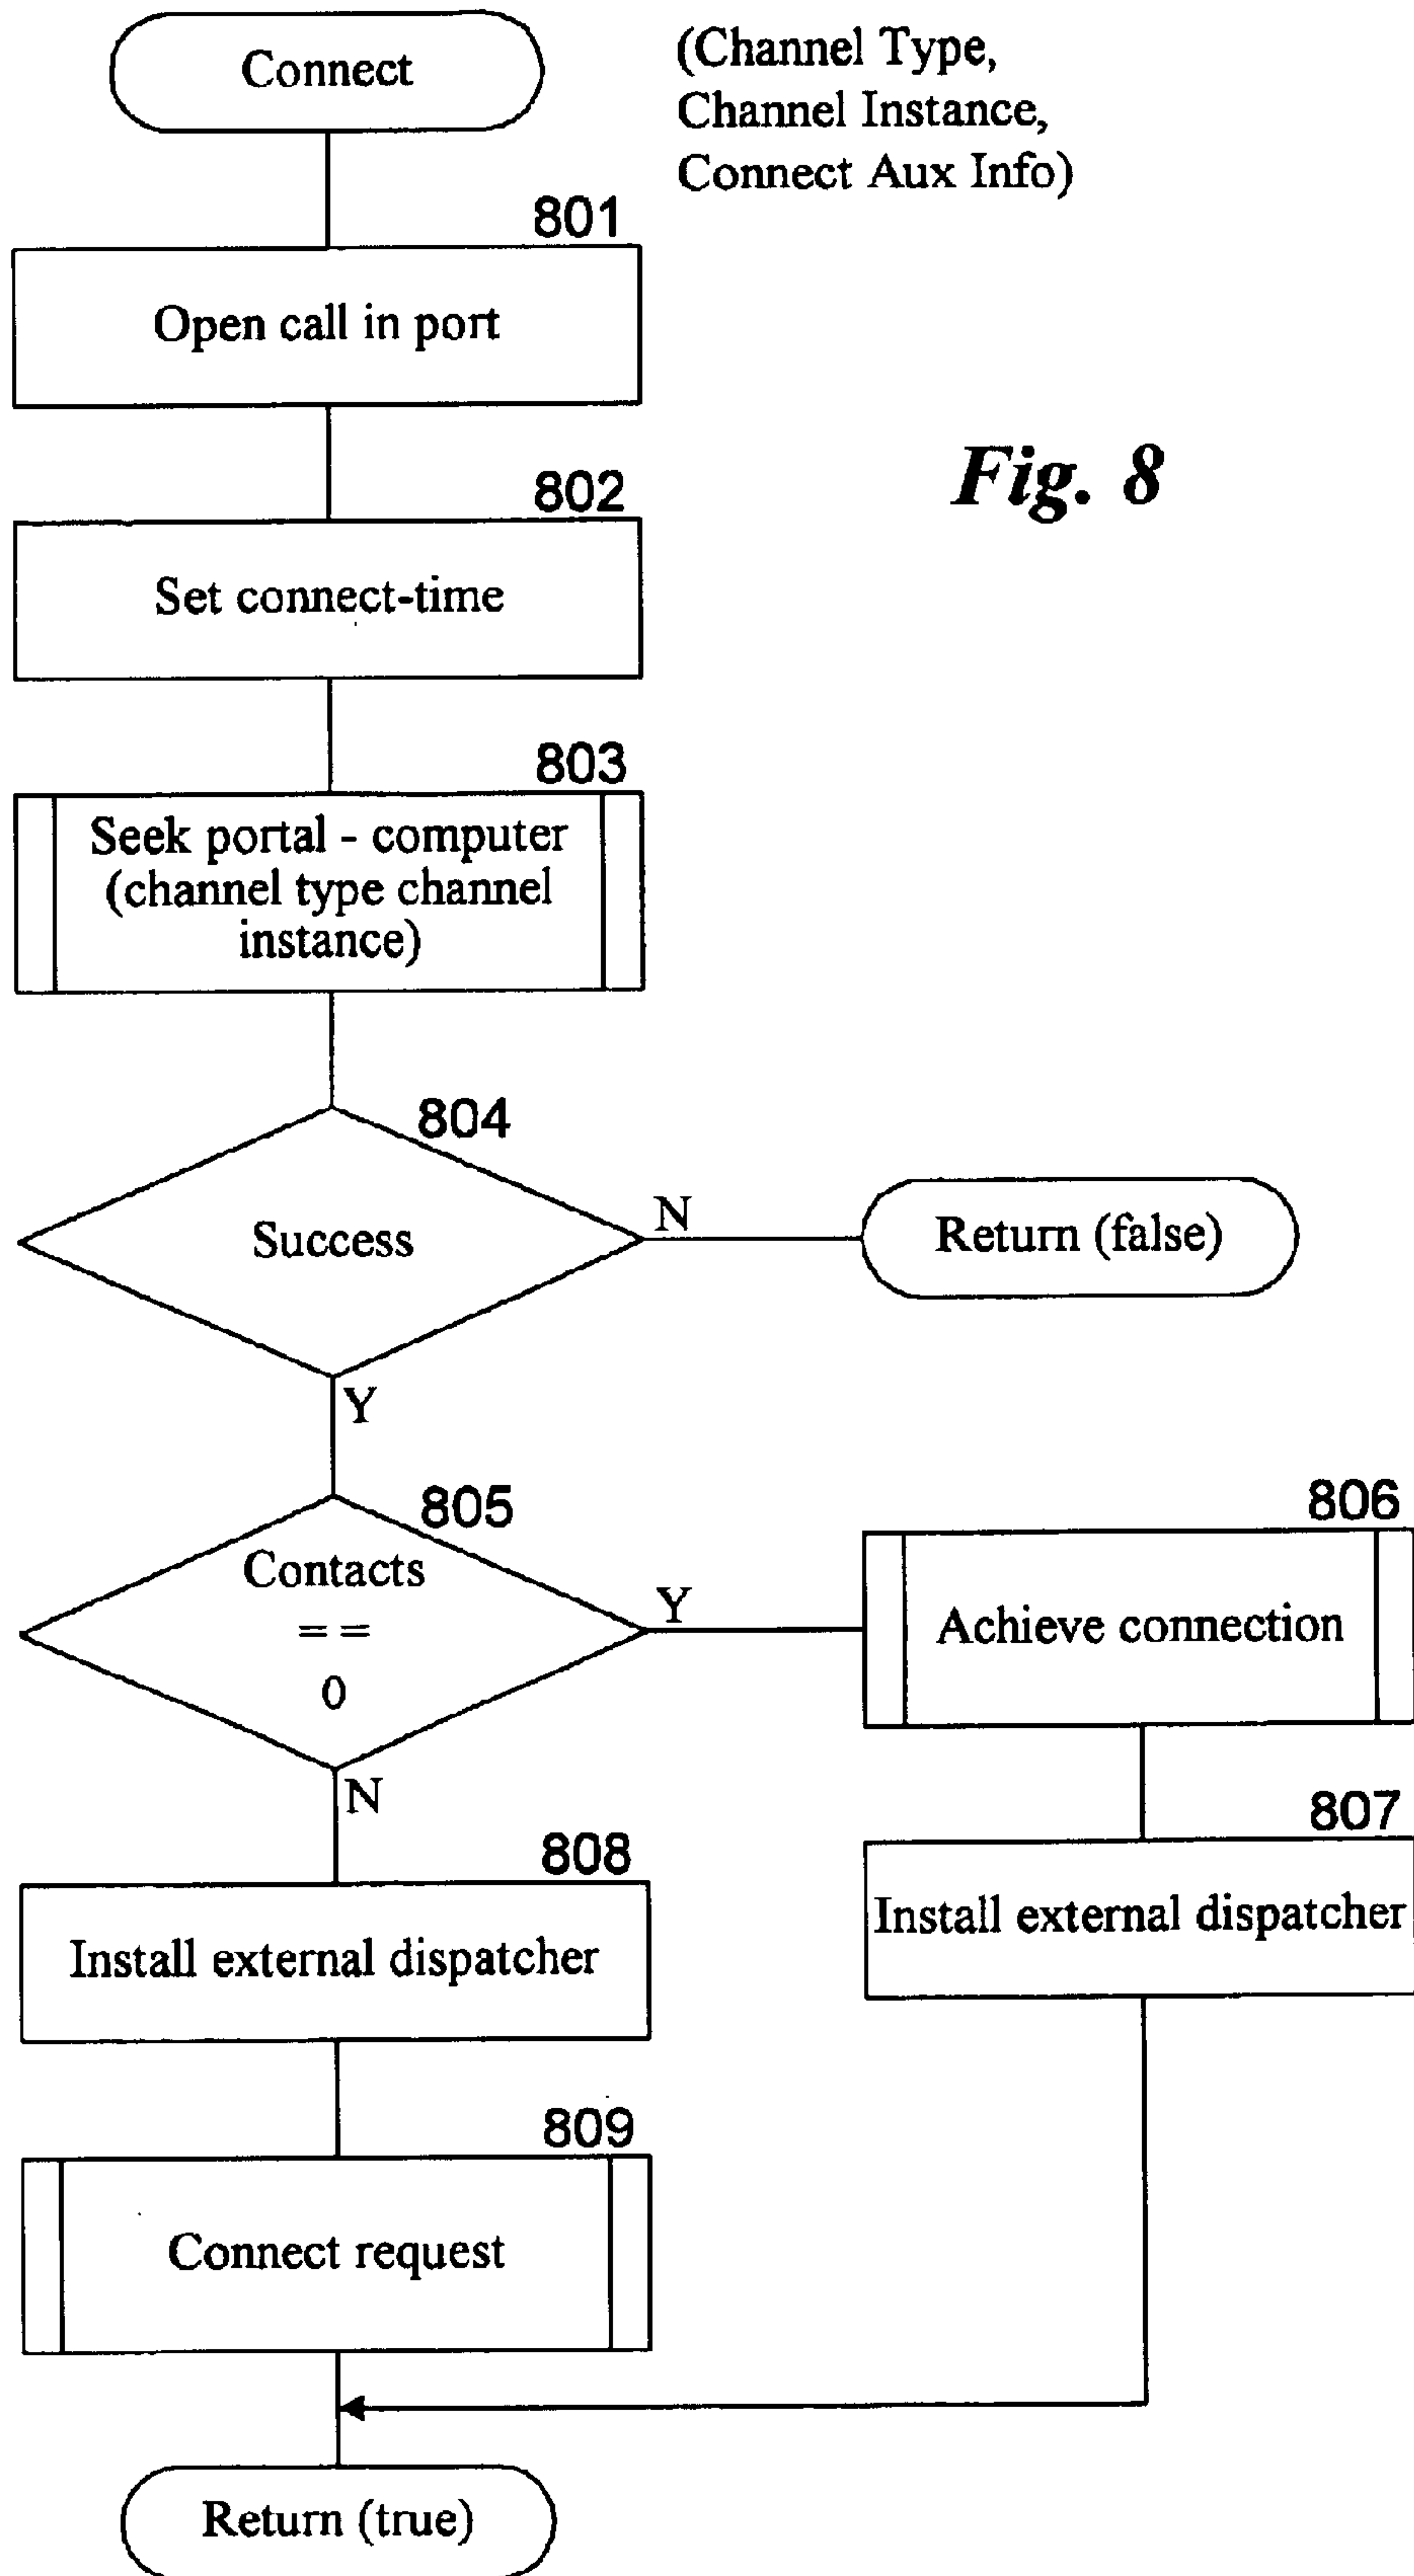 Connect
(Channel Type,
Channel Instance,
Connect Aux Info)
801
Open call in port
Fig. 8
802
Set connect-time
803
Seek portal - computer
(channel type channel
instance)
804
Success
N
Return (false)
Y
805
Contacts
==
0
Y
806
Achieve connection
N
807
Install external dispatcher
808
Install external dispatcher
809
Connect request
Return (true)